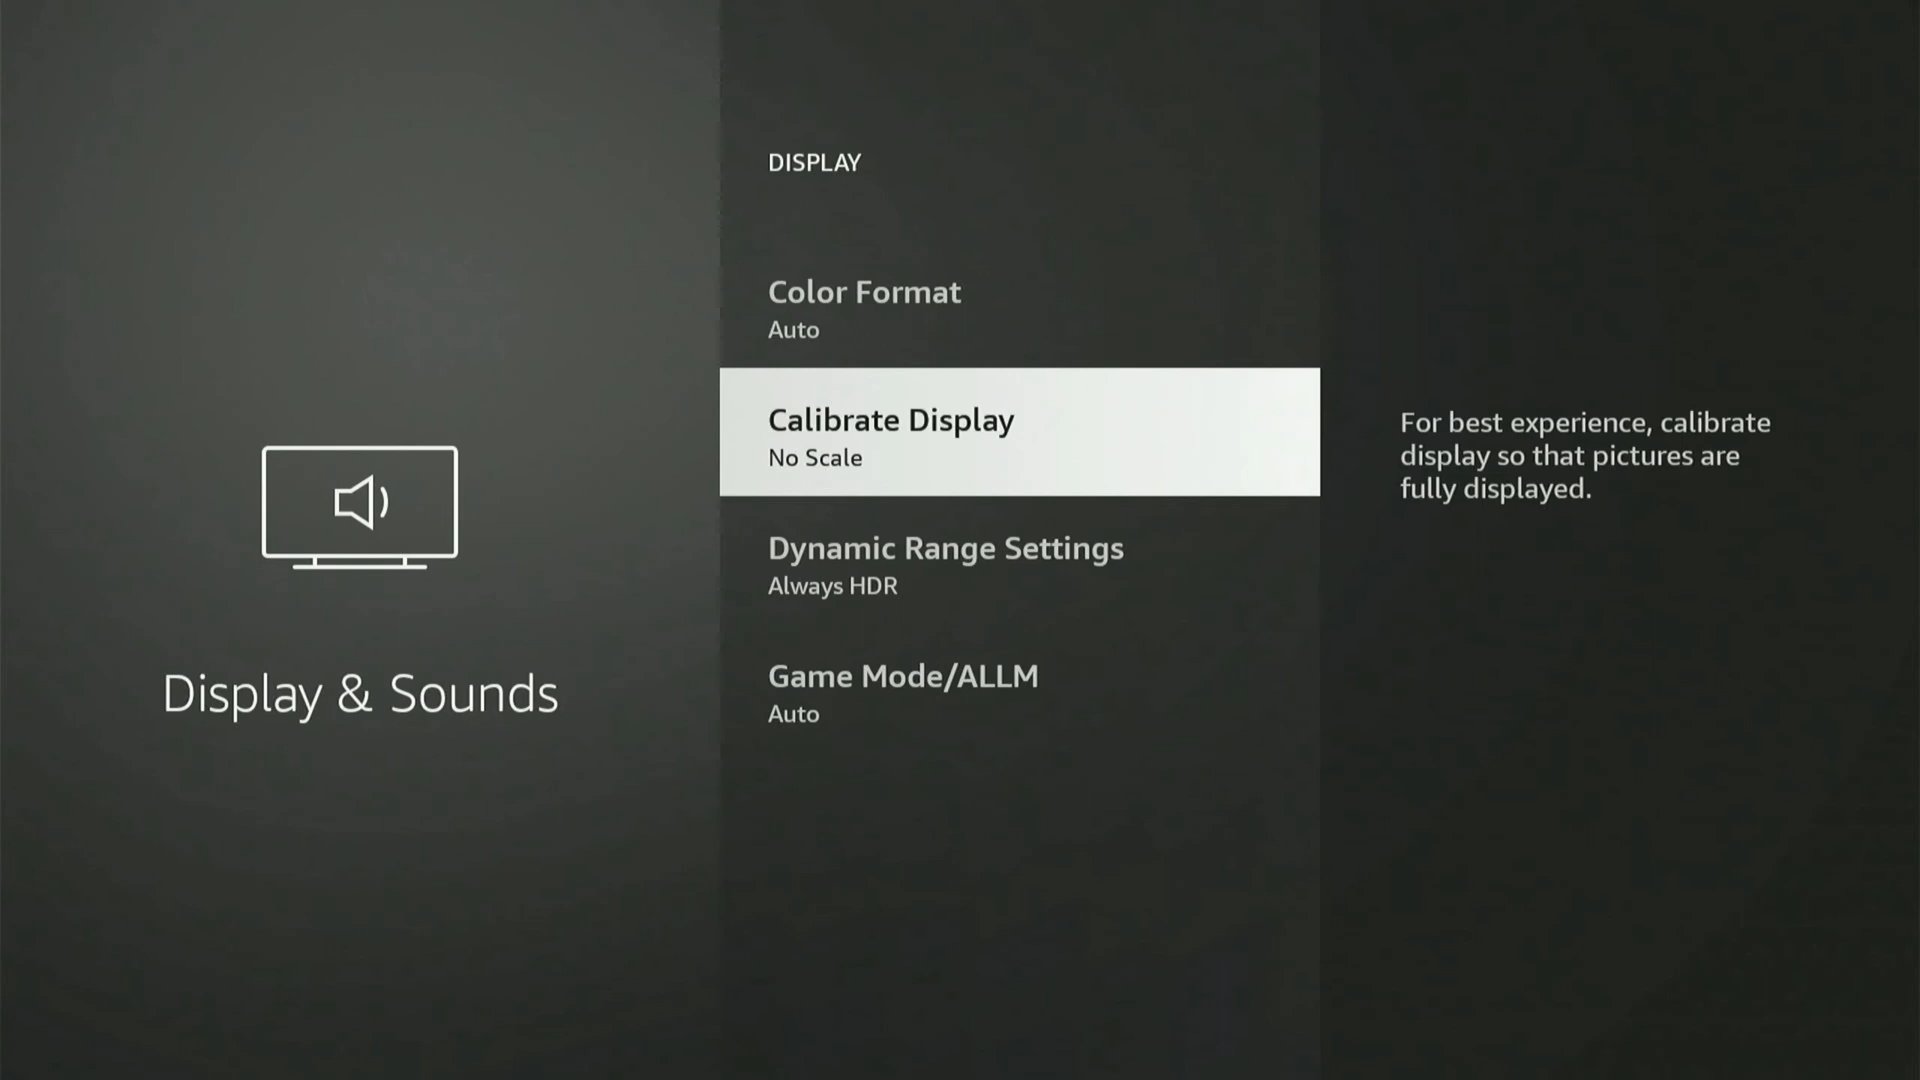 DISPLAY
Color Format
Auto
Calibrate Display
No Scale
Dynamic Range Settings
Always HDR
Game Mode/ALLM
Auto
Display & Sounds
For best experience, calibrate
display so that pictures are
fully displayed.